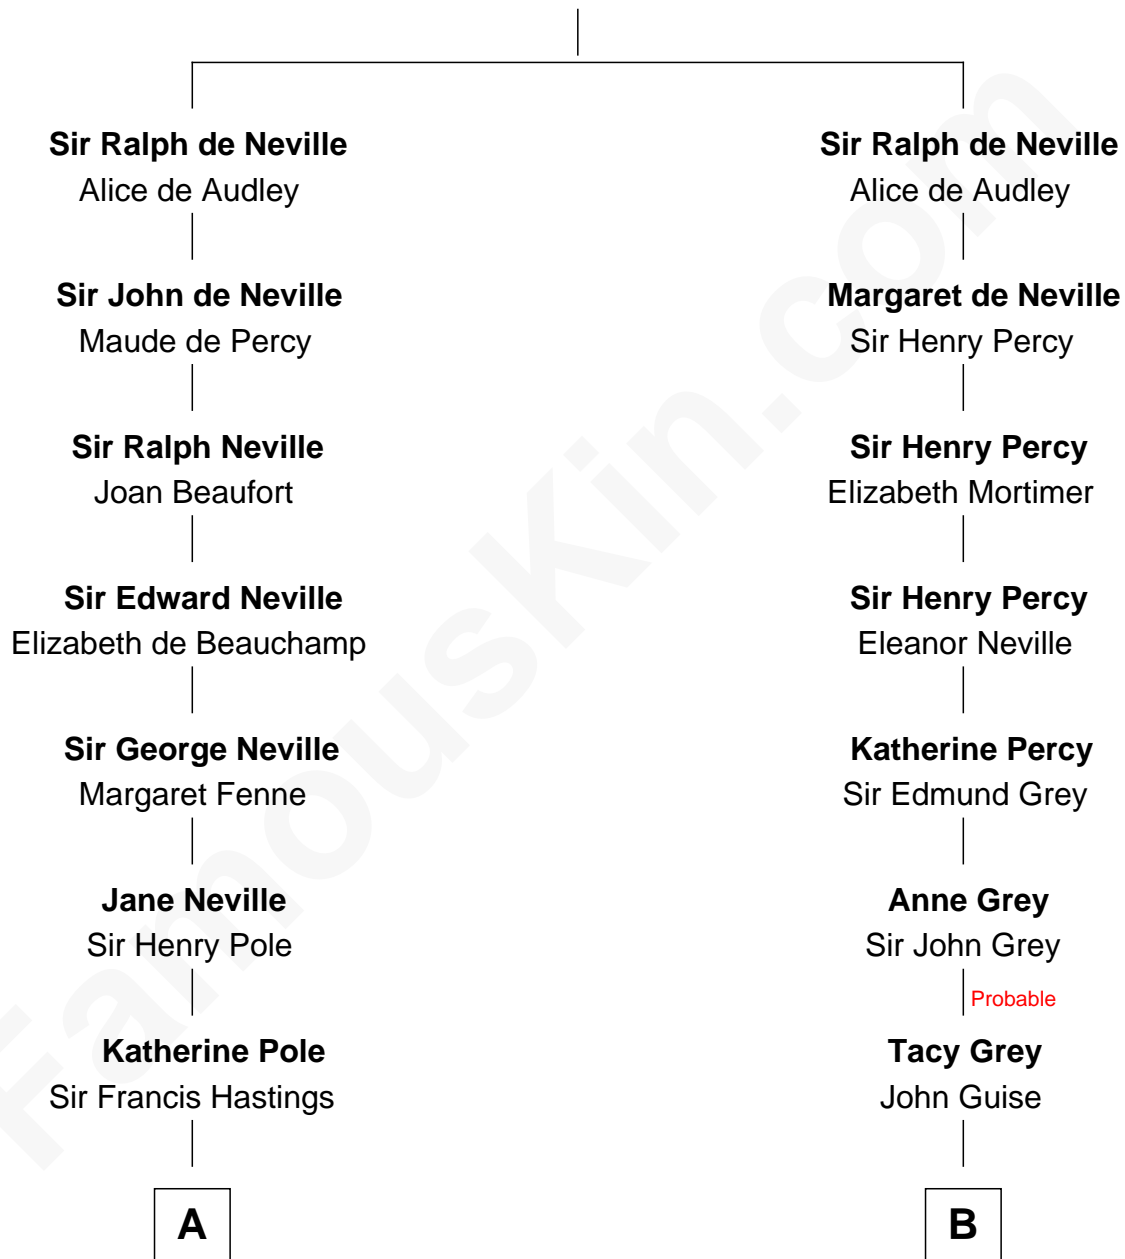 Sir Ralph de Neville
Alice de Audley
Sir John de Neville
Maude de Percy
Sir Ralph Neville
Joan Beaufort
Sir Edward Neville
Elizabeth de Beauchamp
Sir George Neville
Margaret Fenne
Jane Neville
Sir Henry Pole
Katherine Pole
Sir Francis Hastings
A
Sir Ralph de Neville
Alice de Audley
Margaret de Neville
Sir Henry Percy
Sir Henry Percy
Elizabeth Mortimer
Sir Henry Percy
Eleanor Neville
Katherine Percy
Sir Edmund Grey
Anne Grey
Sir John Grey
Probable
Tacy Grey
John Guise
B
FamousKin.com